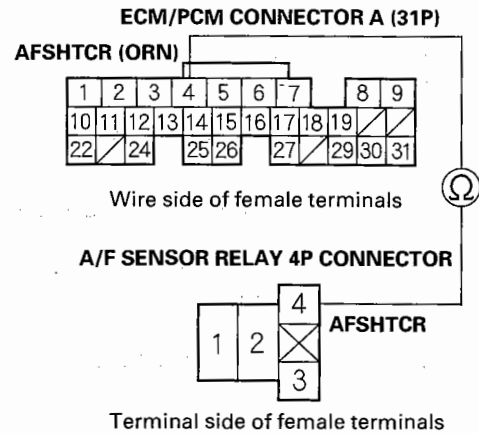 ECM/PCM CONNECTOR A (31P)
AFSHTCR (ORN)
1 2 3 4 5 6 7 8 9
10 11 12 13 14 15 16 17 18 19
22 24 25 26 27 29 30 31
Wire side of female terminals
Ω
A/F SENSOR RELAY 4P CONNECTOR
4
AFSHTCR
1 2
3
Terminal side of female terminals